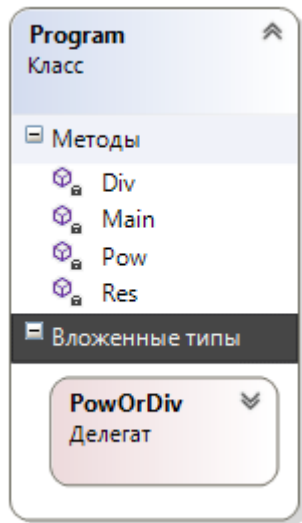 Program
Класс
Методы
Div
Main
Pow
Res
Вложенные типы
PowOrDiv
Делегат